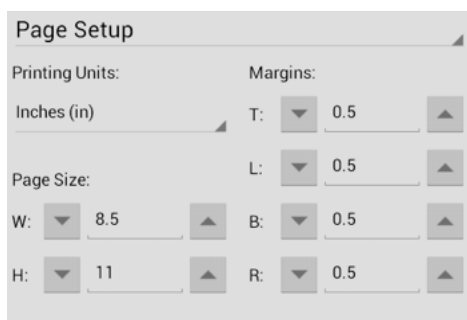 Page Setup
Printing Units:
Inches (in)
Page Size:
W: 8.5
H: 11
Margins:
T: 0.5
L: 0.5
B: 0.5
R: 0.5